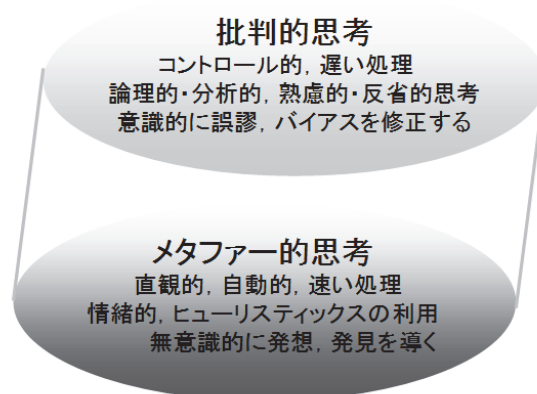 批判的思考
コントロール的, 遅い処理
論理的・分析的, 熟慮的・反省的思考
意識的に誤謬, バイアスを修正する
メタファー的思考
直観的, 自動的, 速い処理
情緒的, ヒューリスティックスの利用
無意識的に発想, 発見を導く